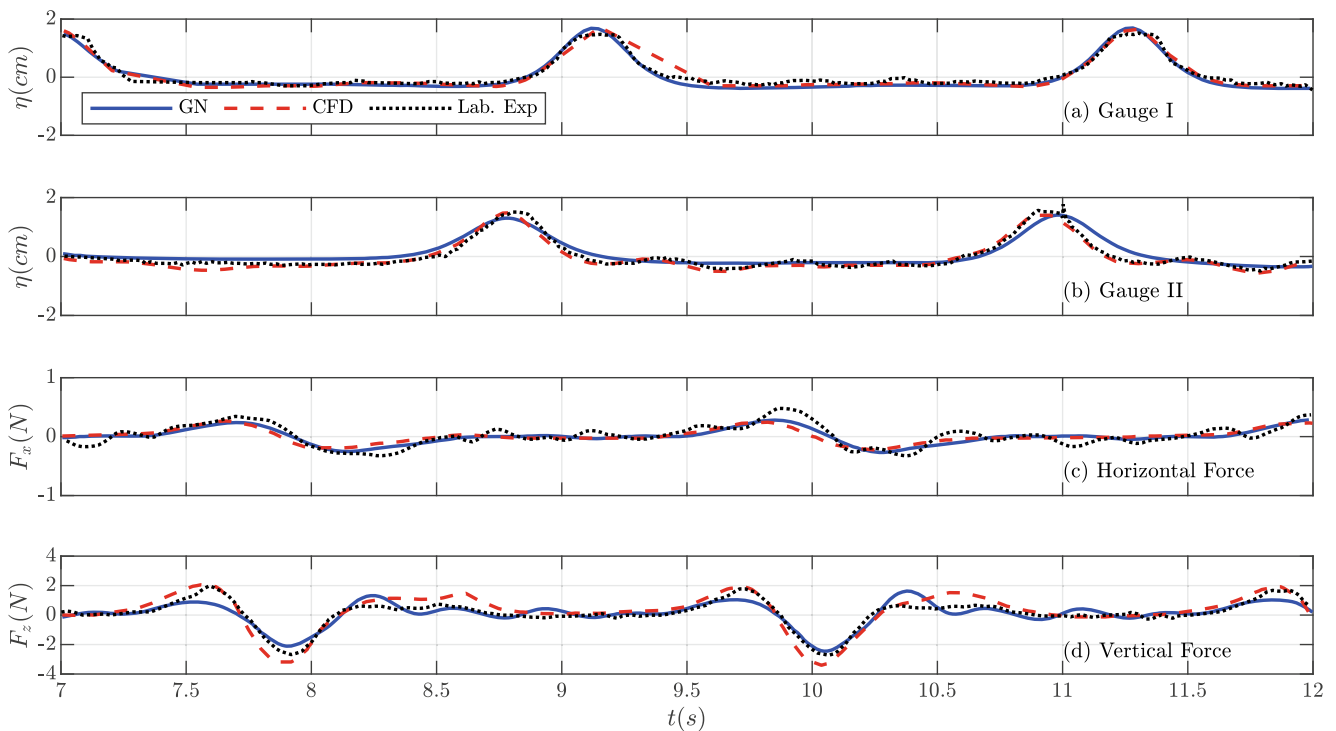 2
0
-2
η(cm)
GN CFD Lab. Exp
(a) Gauge I
2
0
-2
η(cm)
(b) Gauge II
1
0
-1
F_x(N)
(c) Horizontal Force
4
2
0
-2
-4
F_z(N)
(d) Vertical Force
7 7.5 8 8.5 9 9.5 10 10.5 11 11.5 12
t(s)